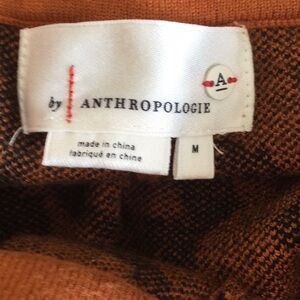 A
by ANTHROPOLOGIE
made in china
fabriqué en chine
M